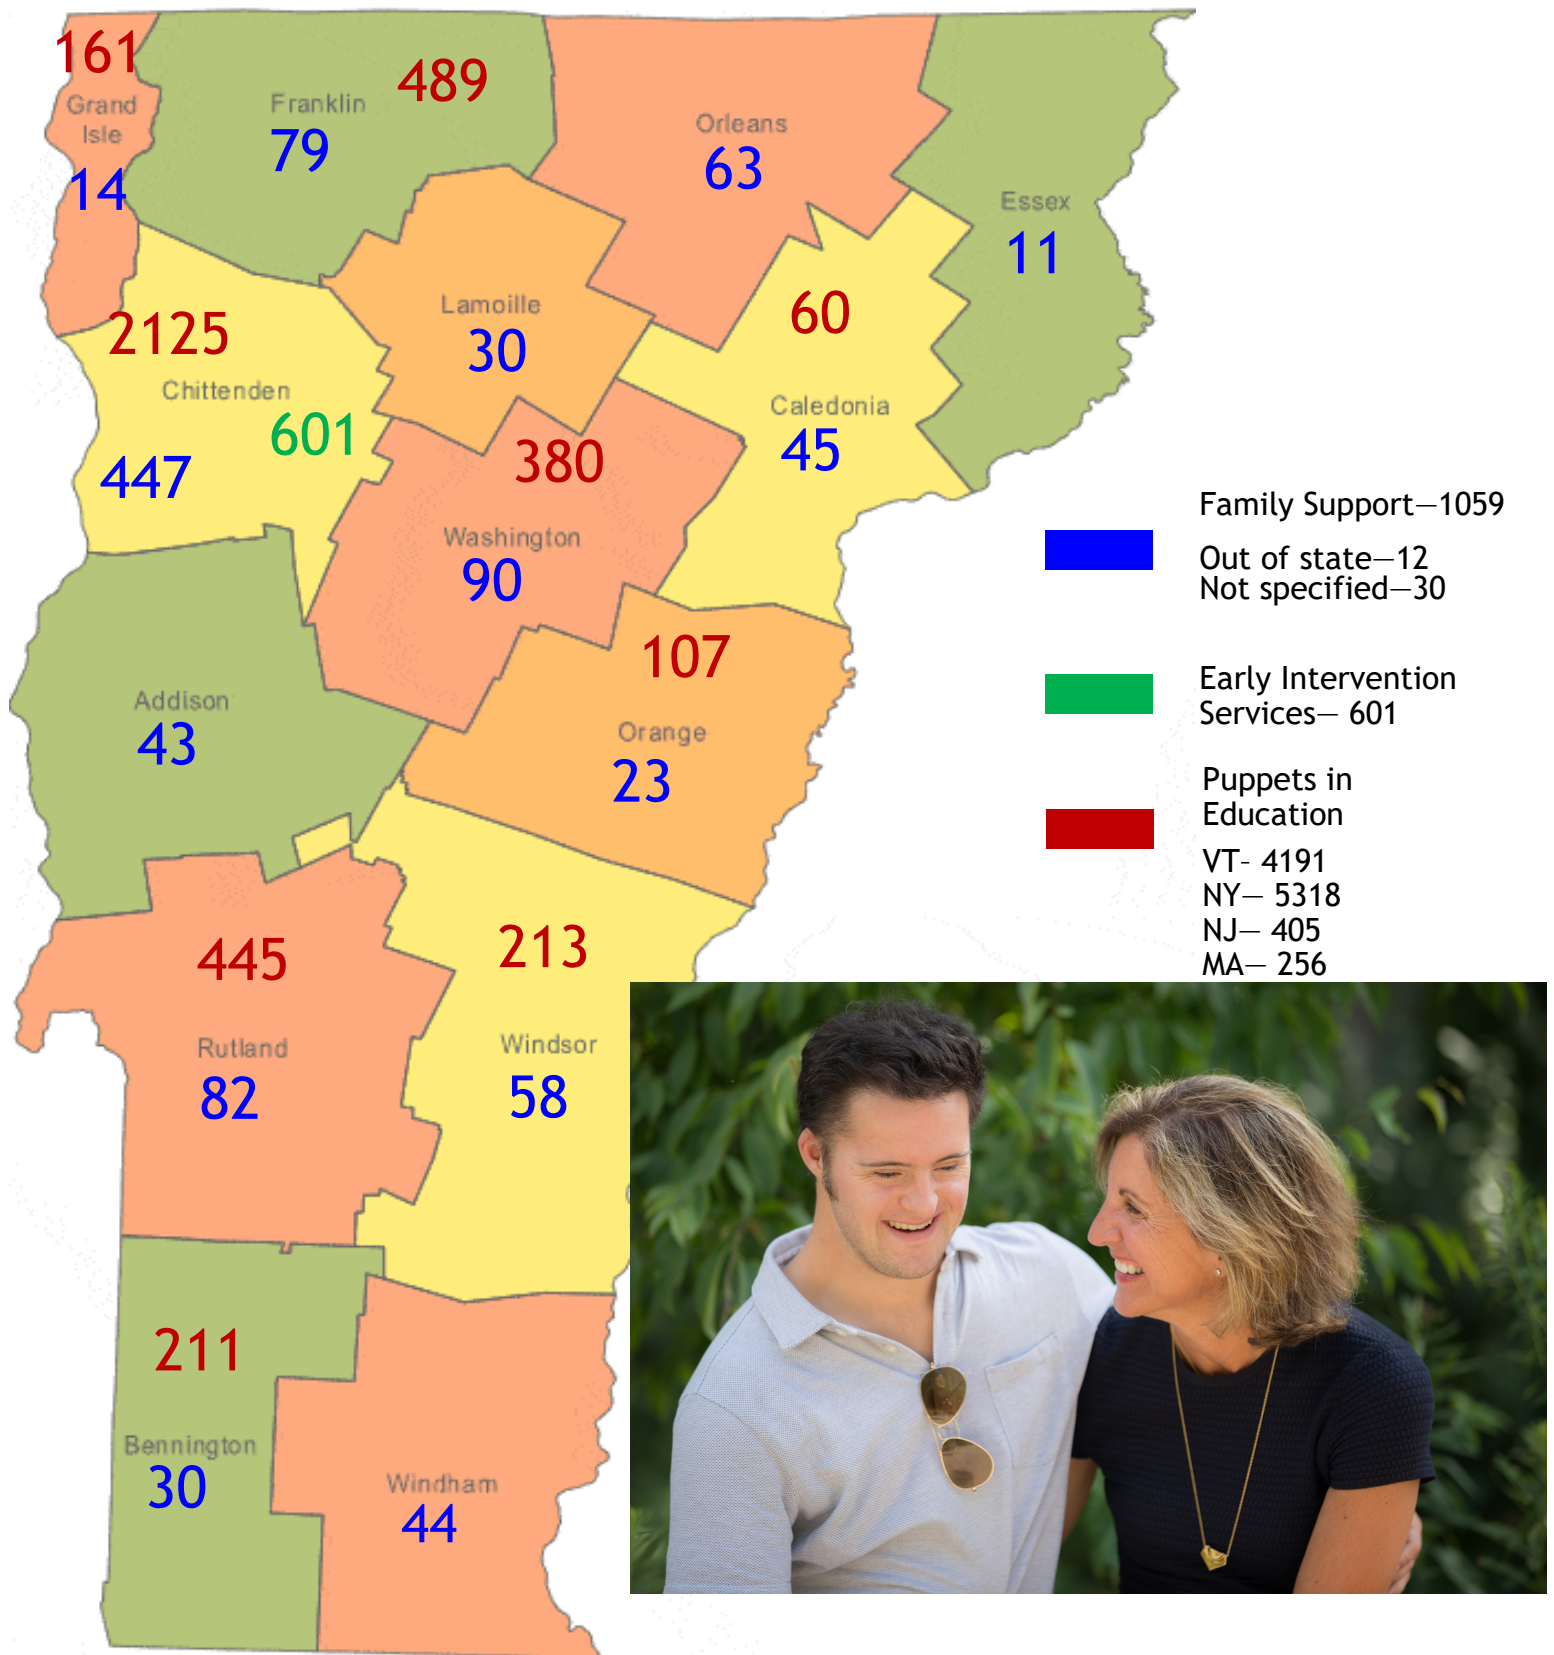 161
489
Grand
Isle
Franklin
79
14
Orleans
63
Essex
11
2125
Lamoille
30
60
Chittenden
601
447
Caledonia
45
380
Washington
90
Family Support—1059
Out of state—12
Not specified—30
107
Orange
23
Early Intervention
Services— 601
Addison
43
Puppets in
Education
VT- 4191
NY— 5318
NJ— 405
MA— 256
445
213
Rutland
82
Windsor
58
211
Bennington
30
Windham
44